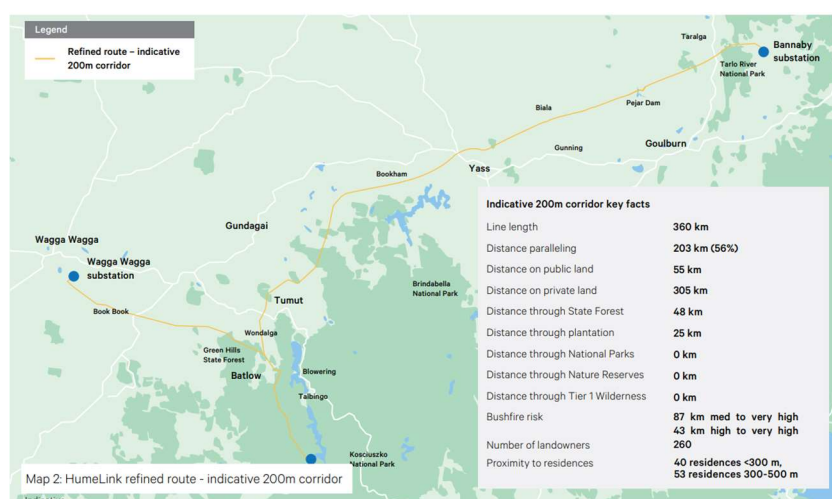 Legend
Refined route – indicative
200m corridor
Taralga
Bannaby
substation
Tarlo River
National Park
Pejar Dam
Biala
Goulburn
Gunning
Yass
Bookham
Gundagai
Wagga Wagga
Wagga Wagga
substation
Book Book
Tumut
Brindabella
National Park
Wondalga
Green Hills
State Forest
Batlow
Blowering
Talbingo
Kosciuszko
National Park
Indicative 200m corridor key facts
Line length 360 km
Distance paralleling 203 km (56%)
Distance on public land 55 km
Distance on private land 305 km
Distance through State Forest 48 km
Distance through plantation 25 km
Distance through National Parks 0 km
Distance through Nature Reserves 0 km
Distance through Tier 1 Wilderness 0 km
Bushfire risk 87 km med to very high
43 km high to very high
Number of landowners 260
Proximity to residences 40 residences <300 m,
53 residences 300-500 m
Map 2: HumeLink refined route - indicative 200m corridor